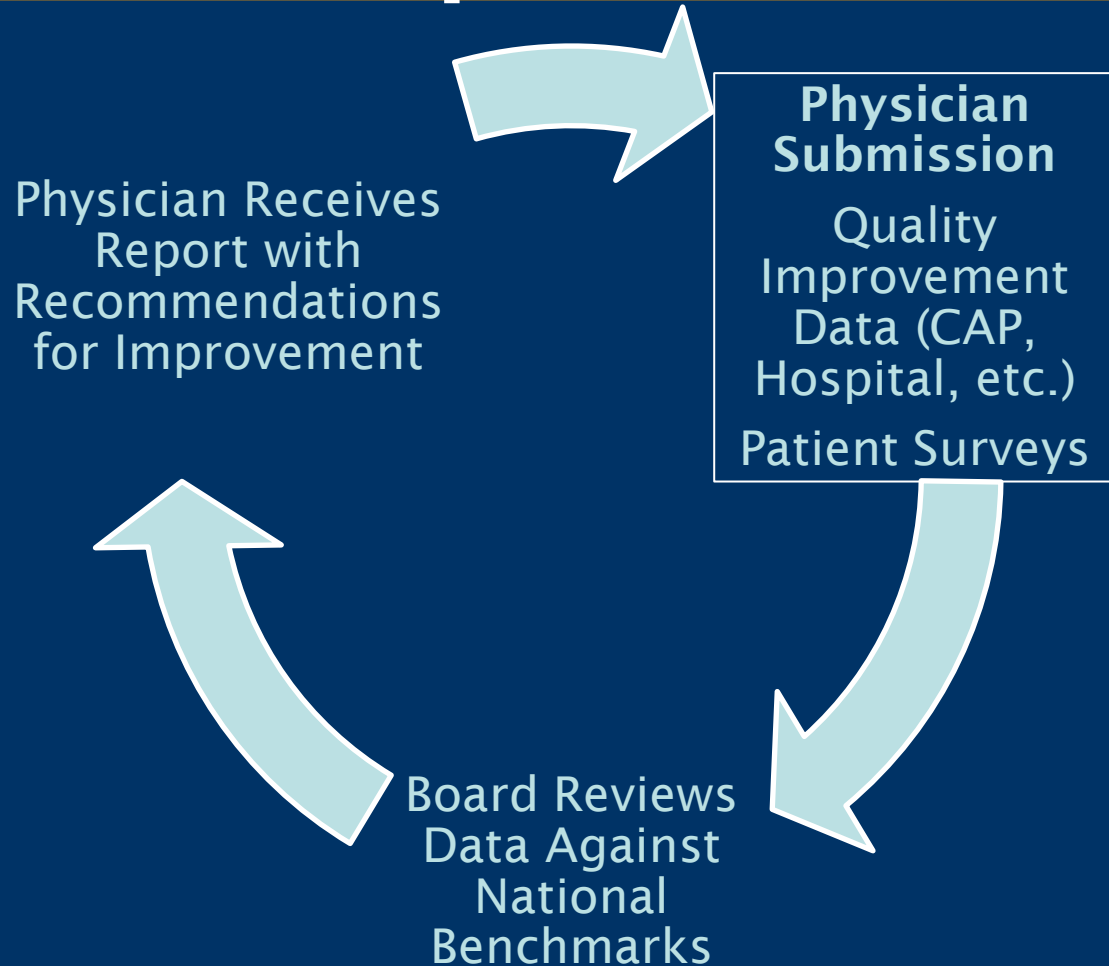 Physician
Submission
Quality
Improvement
Data (CAP,
Hospital, etc.)
Patient Surveys
Board Reviews
Data Against
National
Benchmarks
Physician Receives
Report with
Recommendations
for Improvement